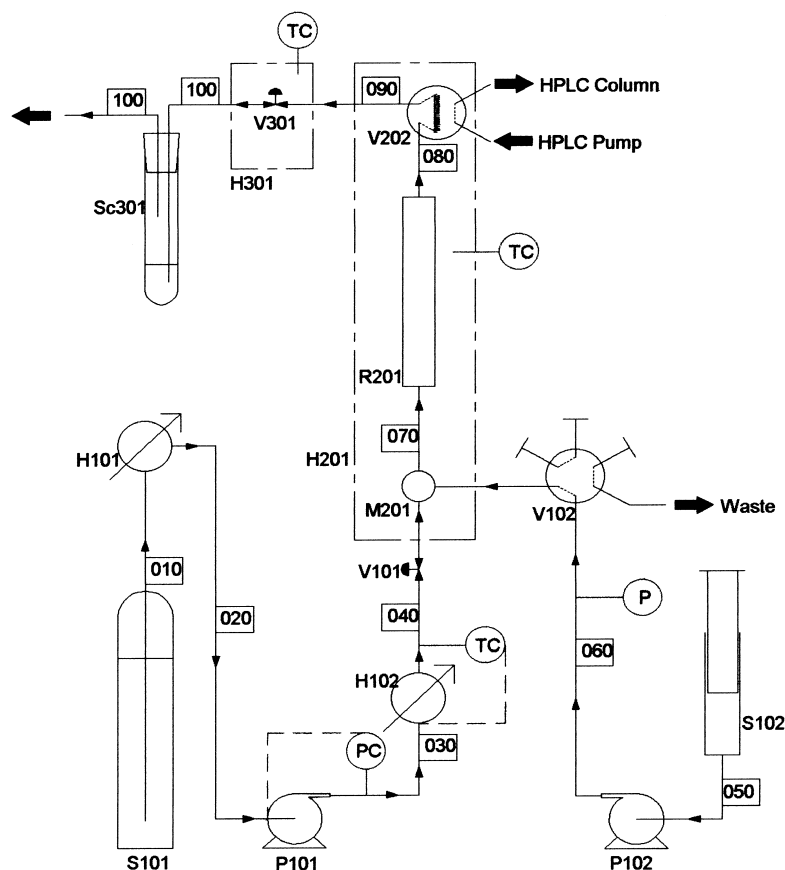 TC
100
100
090
HPLC Column
V301
V202
HPLC Pump
080
H301
Sc301
TC
R201
H101
070
H201
M201
V102
Waste
010
V101
040
P
020
TC
060
H102
S102
PC
030
050
S101
P101
P102